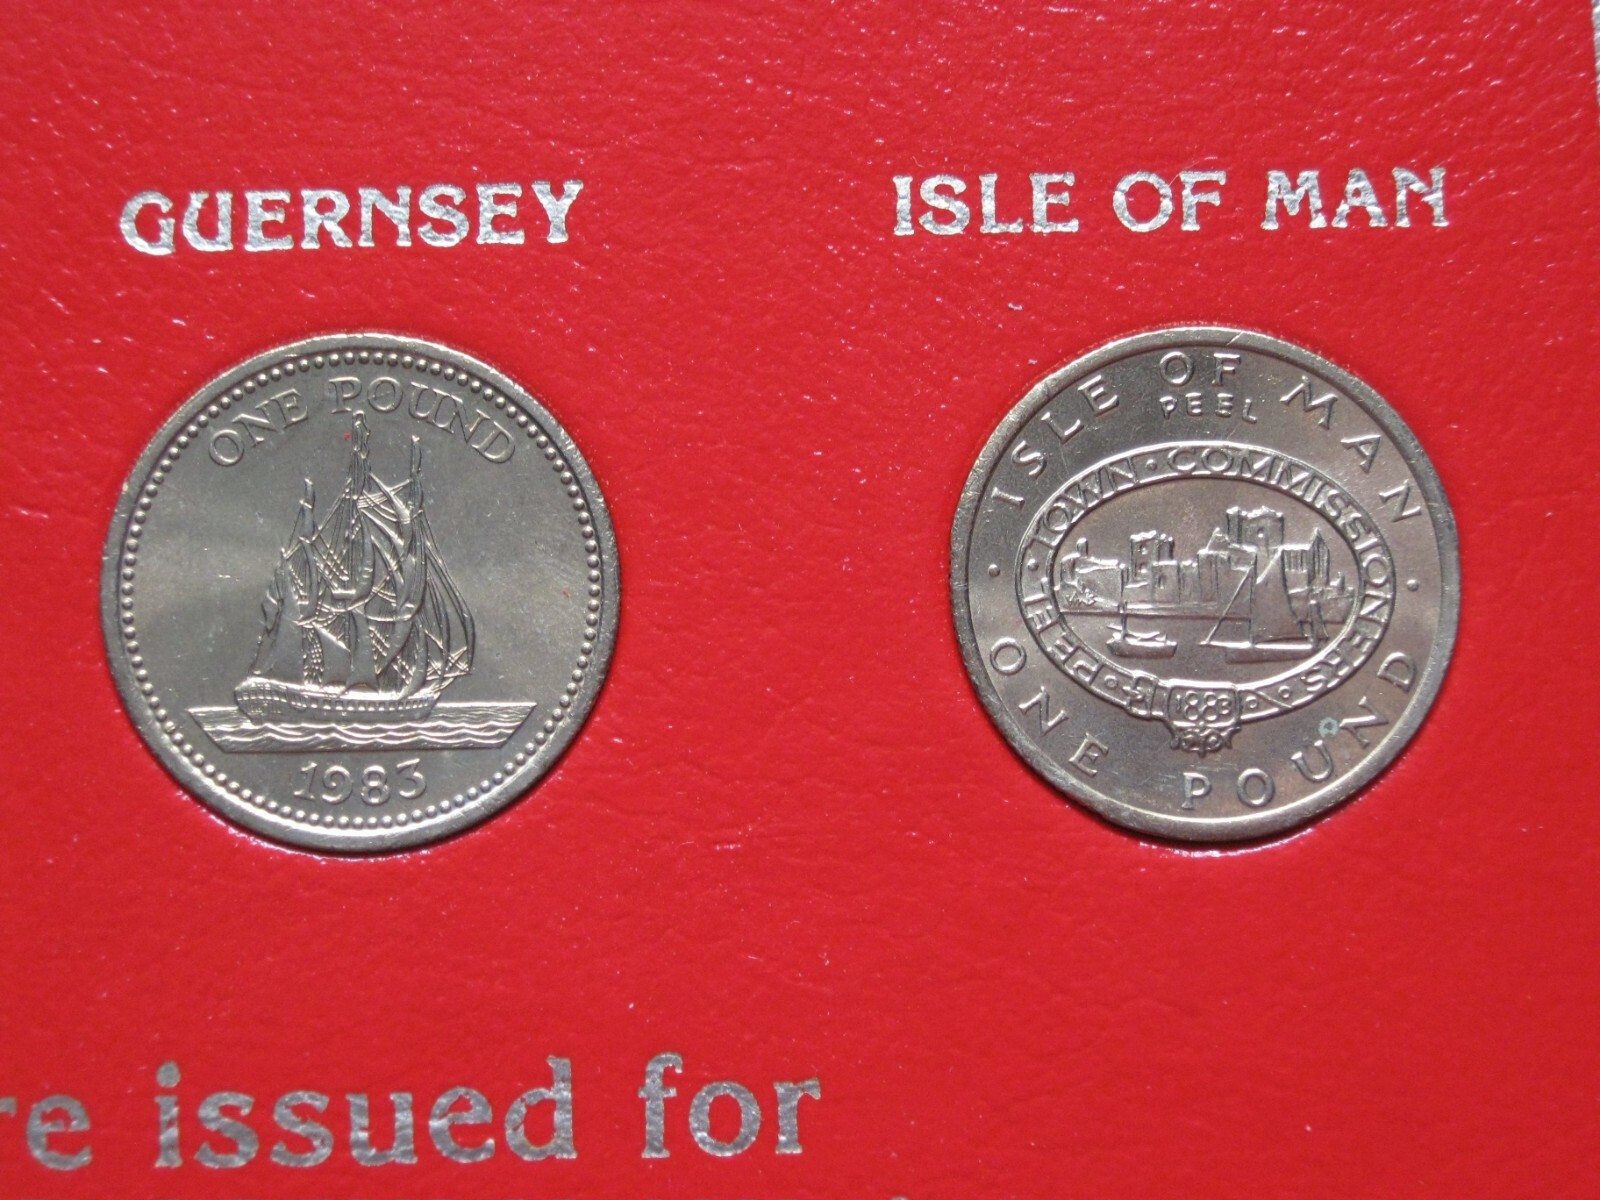 GUERNSEY
ISLE OF MAN
ONE POUND
1983
· ISLE OF MAN ·
PEEL
PEEL · TOWN · COMMISSIONERS ·
1883
ONE POUND
re issued for